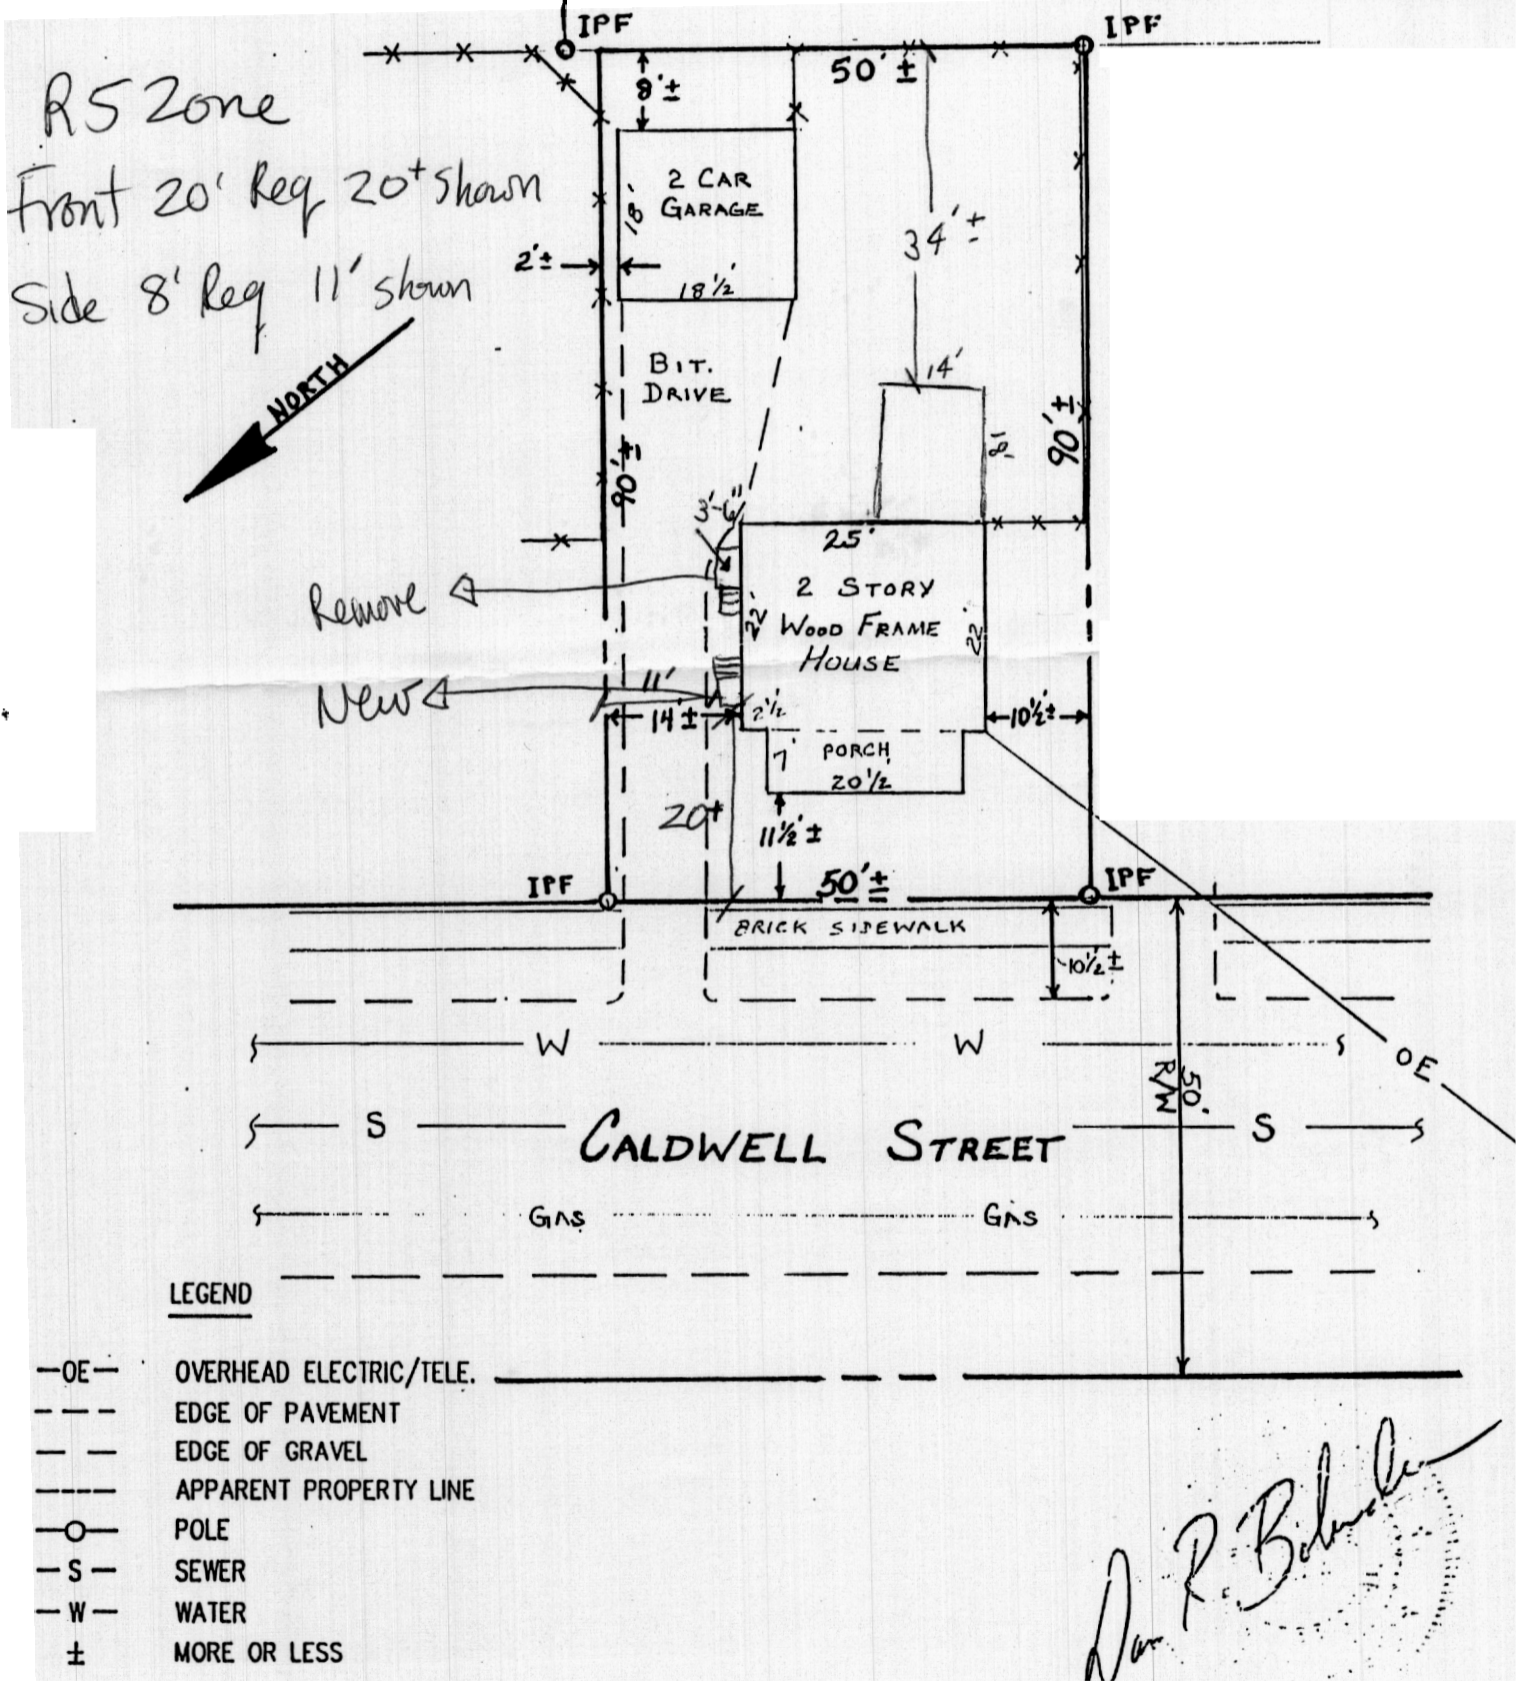 IPF
IPF
50'±
8'±
R5 Zone
Front 20' Req 20+ shown
Side 8' Req 11' shown
2 CAR
GARAGE
18'
18½'
2'±
34'±
NORTH
BIT.
DRIVE
14'
18'
90'±
90'±
3'-6"
25'
2 STORY
WOOD FRAME
HOUSE
22'
22'
Remove
New
11'
14'±
2½'
10½'±
7'
PORCH
20½'
20+
11½'±
IPF
50'±
IPF
BRICK SIDEWALK
10½'±
W
W
OE
50'
R/W
S
CALDWELL STREET
S
GAS
GAS
LEGEND
—OE— OVERHEAD ELECTRIC/TELE.
EDGE OF PAVEMENT
EDGE OF GRAVEL
APPARENT PROPERTY LINE
POLE
— S — SEWER
— W — WATER
± MORE OR LESS